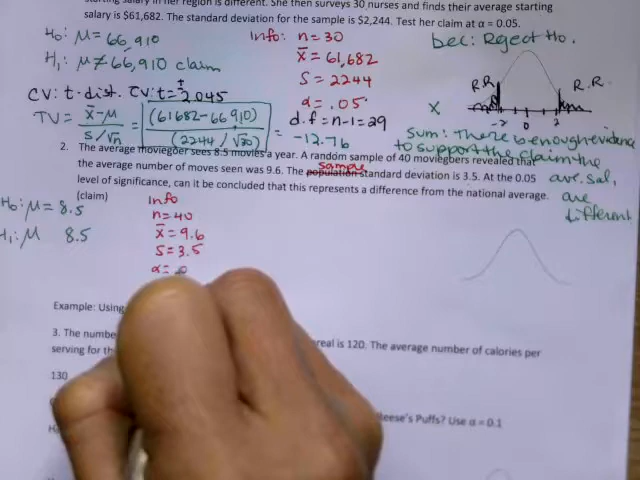 starting salary in her region is different. She then surveys 30 nurses and finds their average starting
salary is $61,682. The standard deviation for the sample is $2,244. Test her claim at α = 0.05.
H₀: μ = 66,910
H₁: μ ≠ 66,910 claim
CV: t-dist. CV: t = ± 2.045
TV = x̄-μ / s/√n = (61682-66910) / (2244/√30) = -12.76
Info: n=30
x̄ = 61,682
S = 2244
α = .05
d.f = n-1 = 29
Dec: Reject Ho.
RR
R.R.
-2 0 2
Sum: There is enough evidence
to support the claim the
ave. sal.
are
different
2. The average moviegoer sees 8.5 movies a year. A random sample of 40 moviegoers revealed that
the average number of moves seen was 9.6. The population sample standard deviation is 3.5. At the 0.05
level of significance, can it be concluded that this represents a difference from the national average.
(claim)
H₀: μ = 8.5
H₁: μ 8.5
Info
n=40
x̄ = 9.6
S = 3.5
α = .0
Example: Using
3. The numbe
real is 120. The average number of calories per
serving for th
130
Reese's Puffs? Use α = 0.1